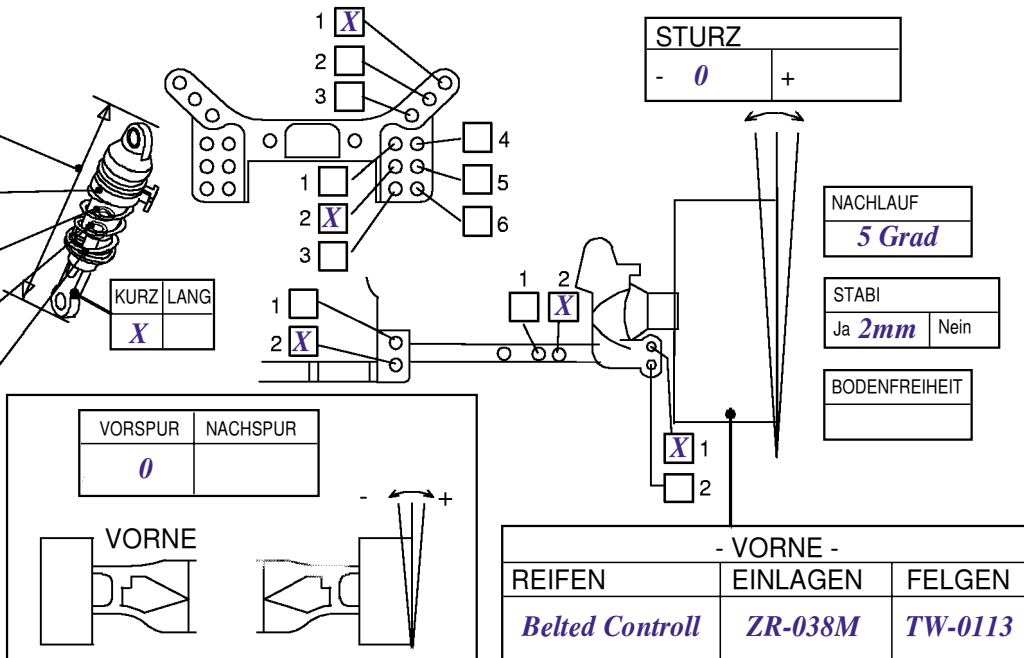 1 X
2
3
4
5
6
1
2 X
3
STURZ
- 0 +
NACHLAUF
5 Grad
STABI
Ja 2mm Nein
BODENFREIHEIT
KURZ LANG
X
1
2 X
1 2
X
X 1
2
VORSPUR NACHSPUR
0
- +
VORNE
- VORNE -
REIFEN EINLAGEN FELGEN
Belted Controll ZR-038M TW-0113